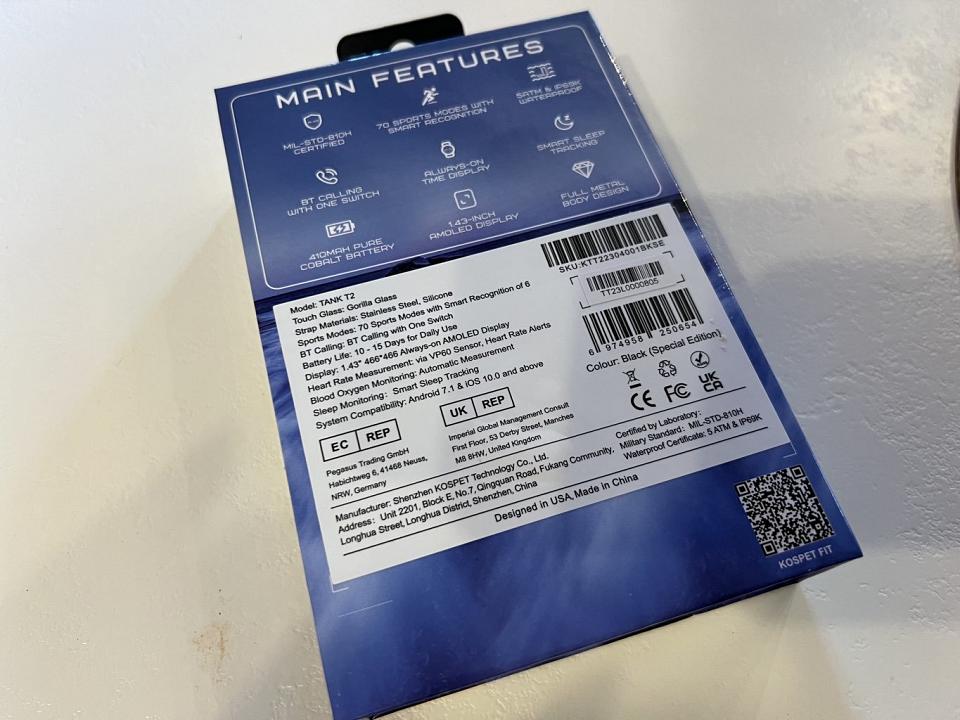 MAIN FEATURES
MIL-STD-810H
CERTIFIED
70 SPORTS MODES WITH
SMART RECOGNITION
5ATM & IP69K
WATERPROOF
BT CALLING
WITH ONE SWITCH
ALWAYS-ON
TIME DISPLAY
SMART SLEEP
TRACKING
410MAH PURE
COBALT BATTERY
1.43-INCH
AMOLED DISPLAY
FULL METAL
BODY DESIGN
Model: TANK T2
Touch Glass: Gorilla Glass
Strap Materials: Stainless Steel, Silicone
Sports Modes: 70 Sports Modes with Smart Recognition of 6
BT Calling: BT Calling with One Switch
Battery Life: 10 - 15 Days for Daily Use
Display: 1.43" 466*466 Always-on AMOLED Display
Heart Rate Measurement: via VP60 Sensor, Heart Rate Alerts
Blood Oxygen Monitoring: Automatic Measurement
Sleep Monitoring: Smart Sleep Tracking
System Compatibility: Android 7.1 & iOS 10.0 and above
SKU:KTT22304001BKSE
TT23L0000805
6 974958 250654
Colour: Black (Special Edition)
CE FC UK
CA
EC REP
Pegasus Trading GmbH
Habichtweg 6, 41468 Neuss,
NRW, Germany
UK REP
Imperial Global Management Consult
First Floor, 53 Derby Street, Manches
M8 8HW, United Kingdom
Certified by Laboratory:
Military Standard: MIL-STD-810H
Waterproof Certificate: 5 ATM & IP69K
Manufacturer: Shenzhen KOSPET Technology Co., Ltd.
Address: Unit 2201, Block E, No.7, Qingquan Road, Fukang Community,
Longhua Street, Longhua District, Shenzhen, China
Designed in USA, Made in China
KOSPET FIT